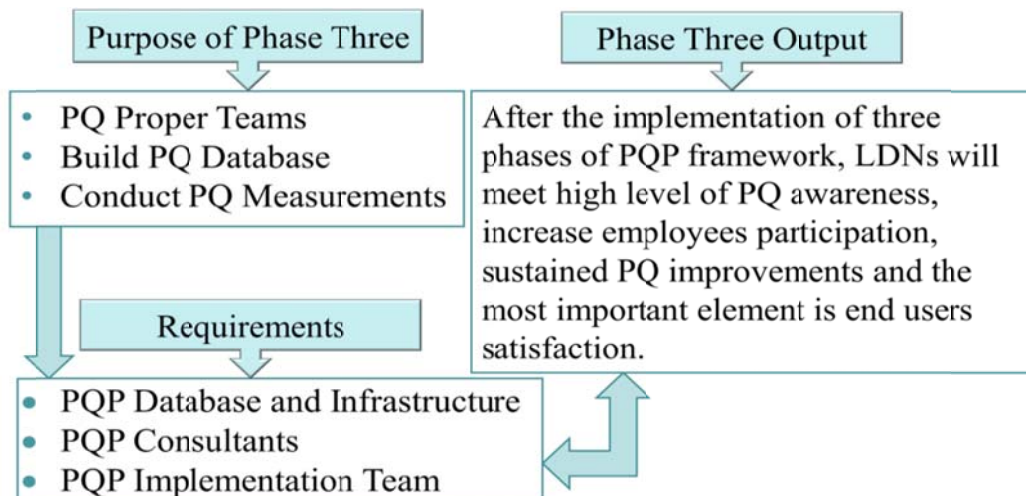 Purpose of Phase Three
• PQ Proper Teams
• Build PQ Database
• Conduct PQ Measurements
Requirements
• PQP Database and Infrastructure
• PQP Consultants
• PQP Implementation Team
Phase Three Output
After the implementation of three
phases of PQP framework, LDNs will
meet high level of PQ awareness,
increase employees participation,
sustained PQ improvements and the
most important element is end users
satisfaction.